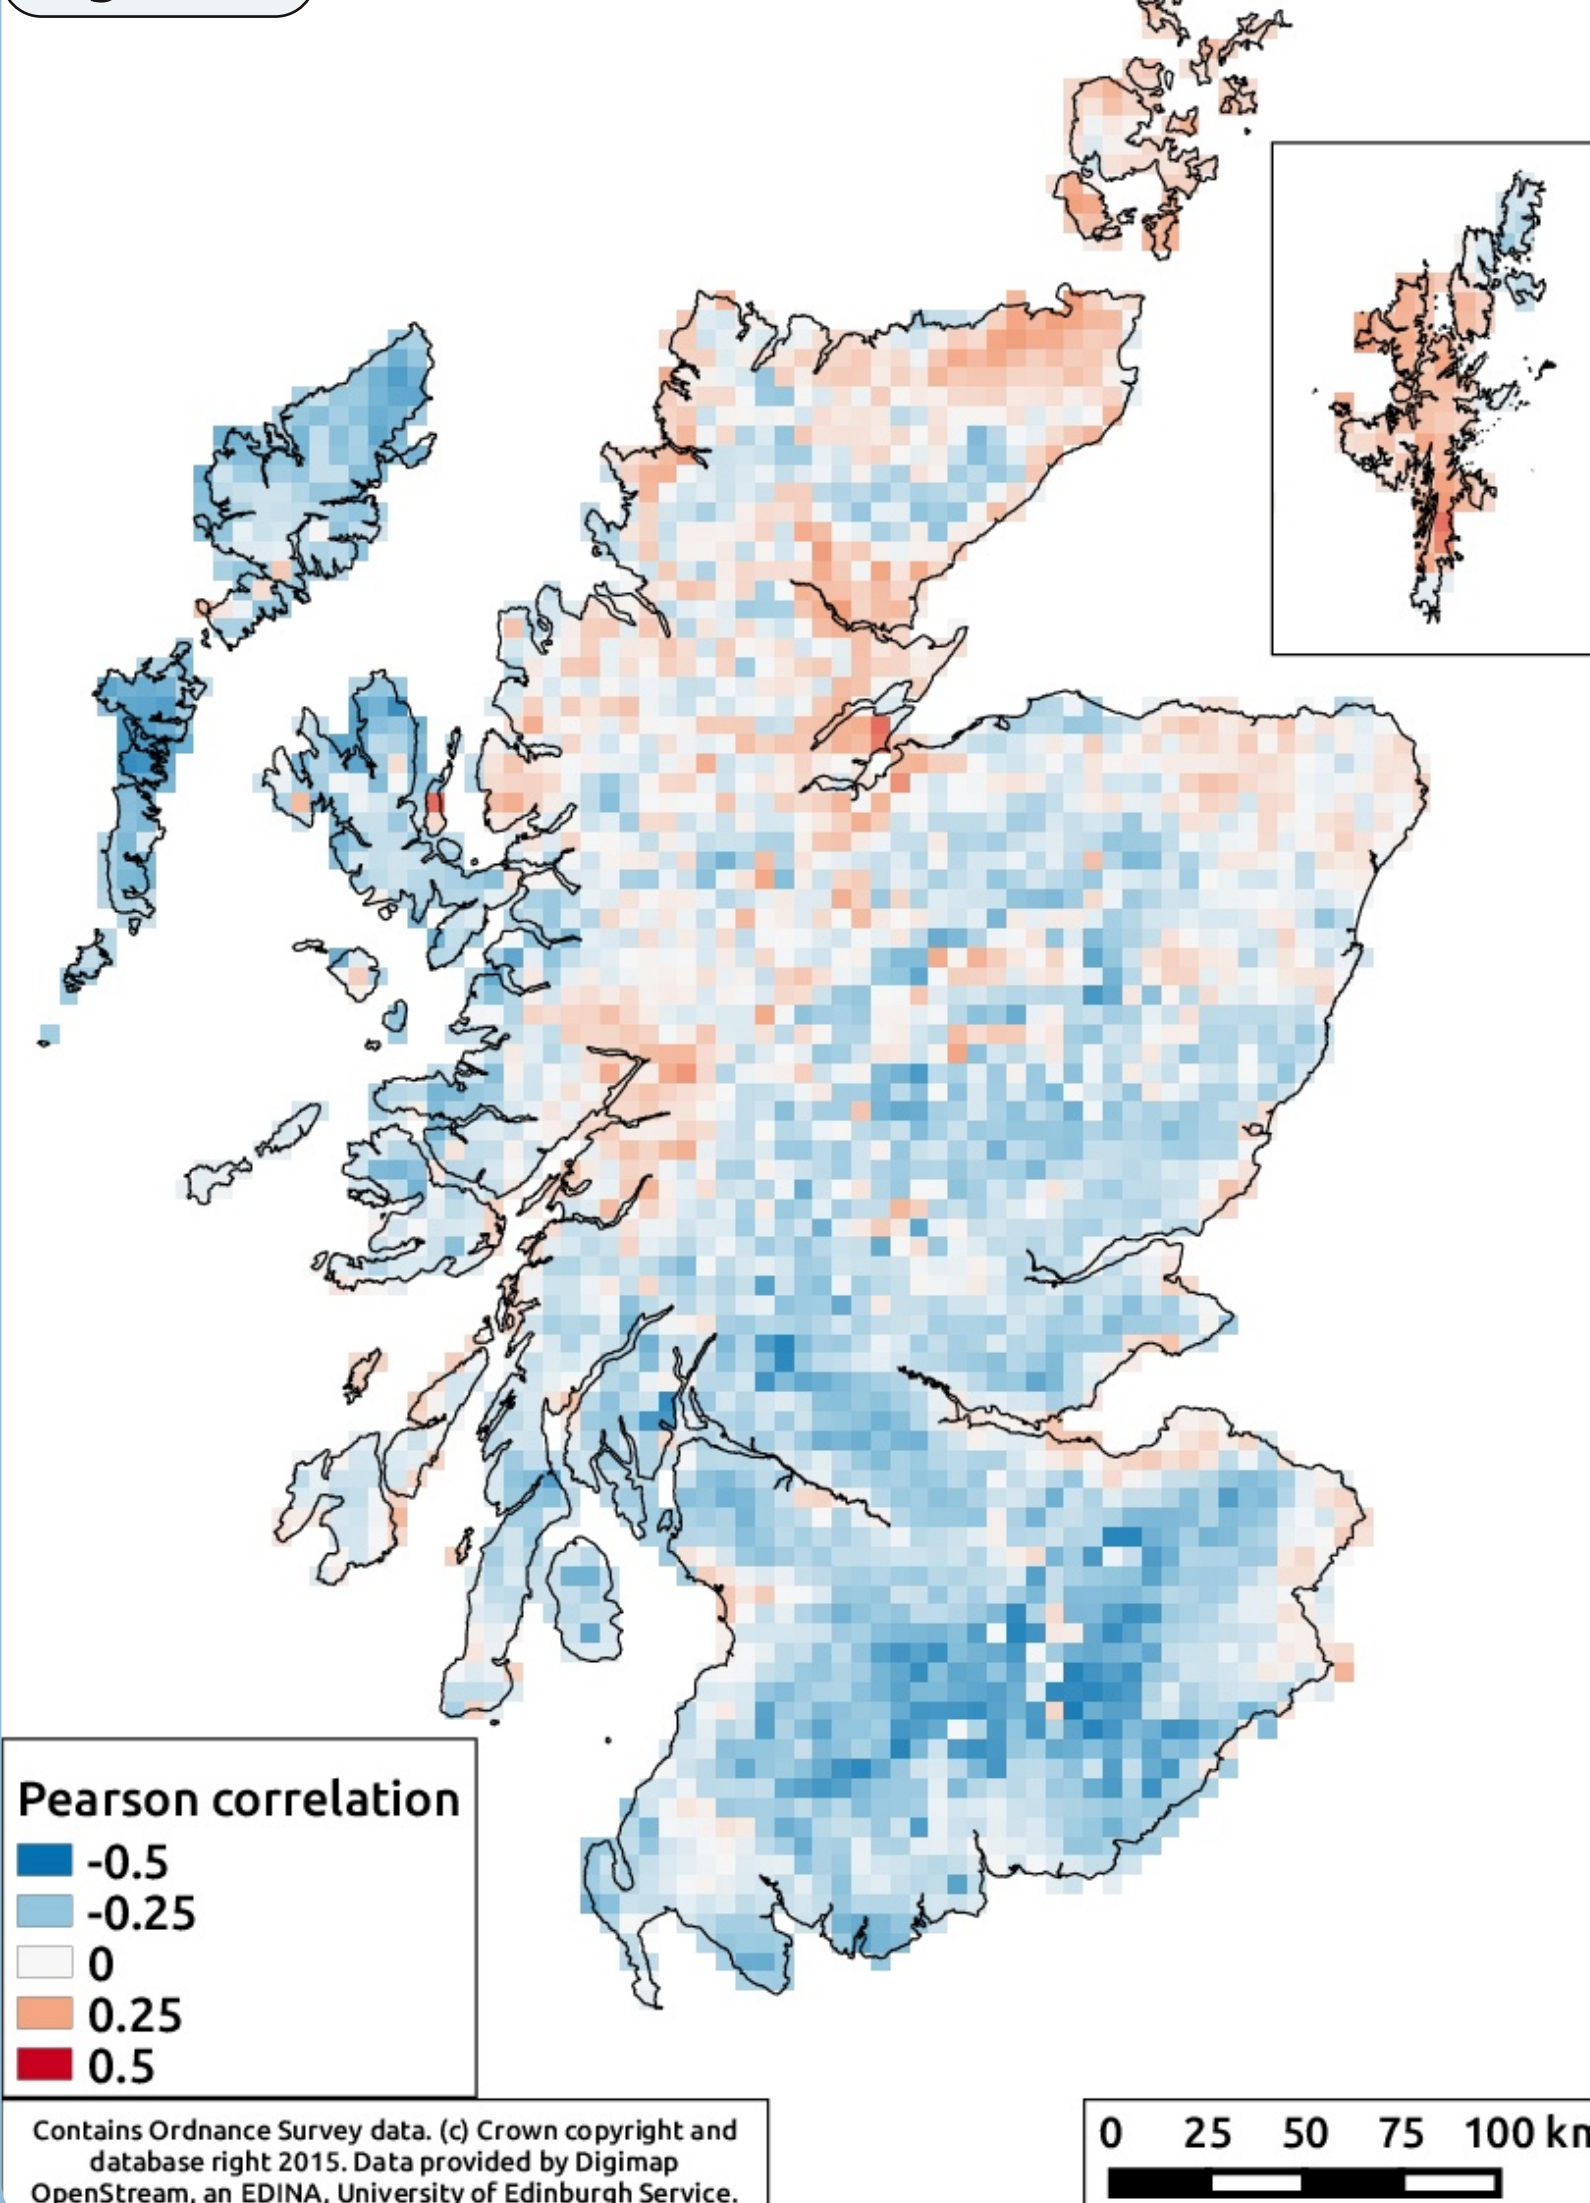 Pearson correlation
-0.5
-0.25
0
0.25
0.5
Contains Ordnance Survey data. (c) Crown copyright and
database right 2015. Data provided by Digimap
OpenStream, an EDINA, University of Edinburgh Service.
0 25 50 75 100 km